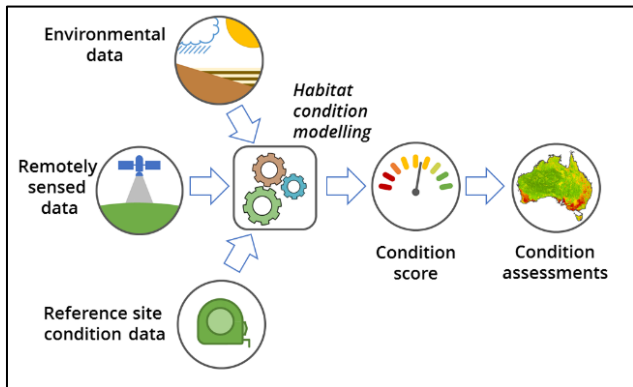 Environmental
data
Habitat
condition
modelling
Remotely
sensed
data
Condition
score
Condition
assessments
Reference site
condition data